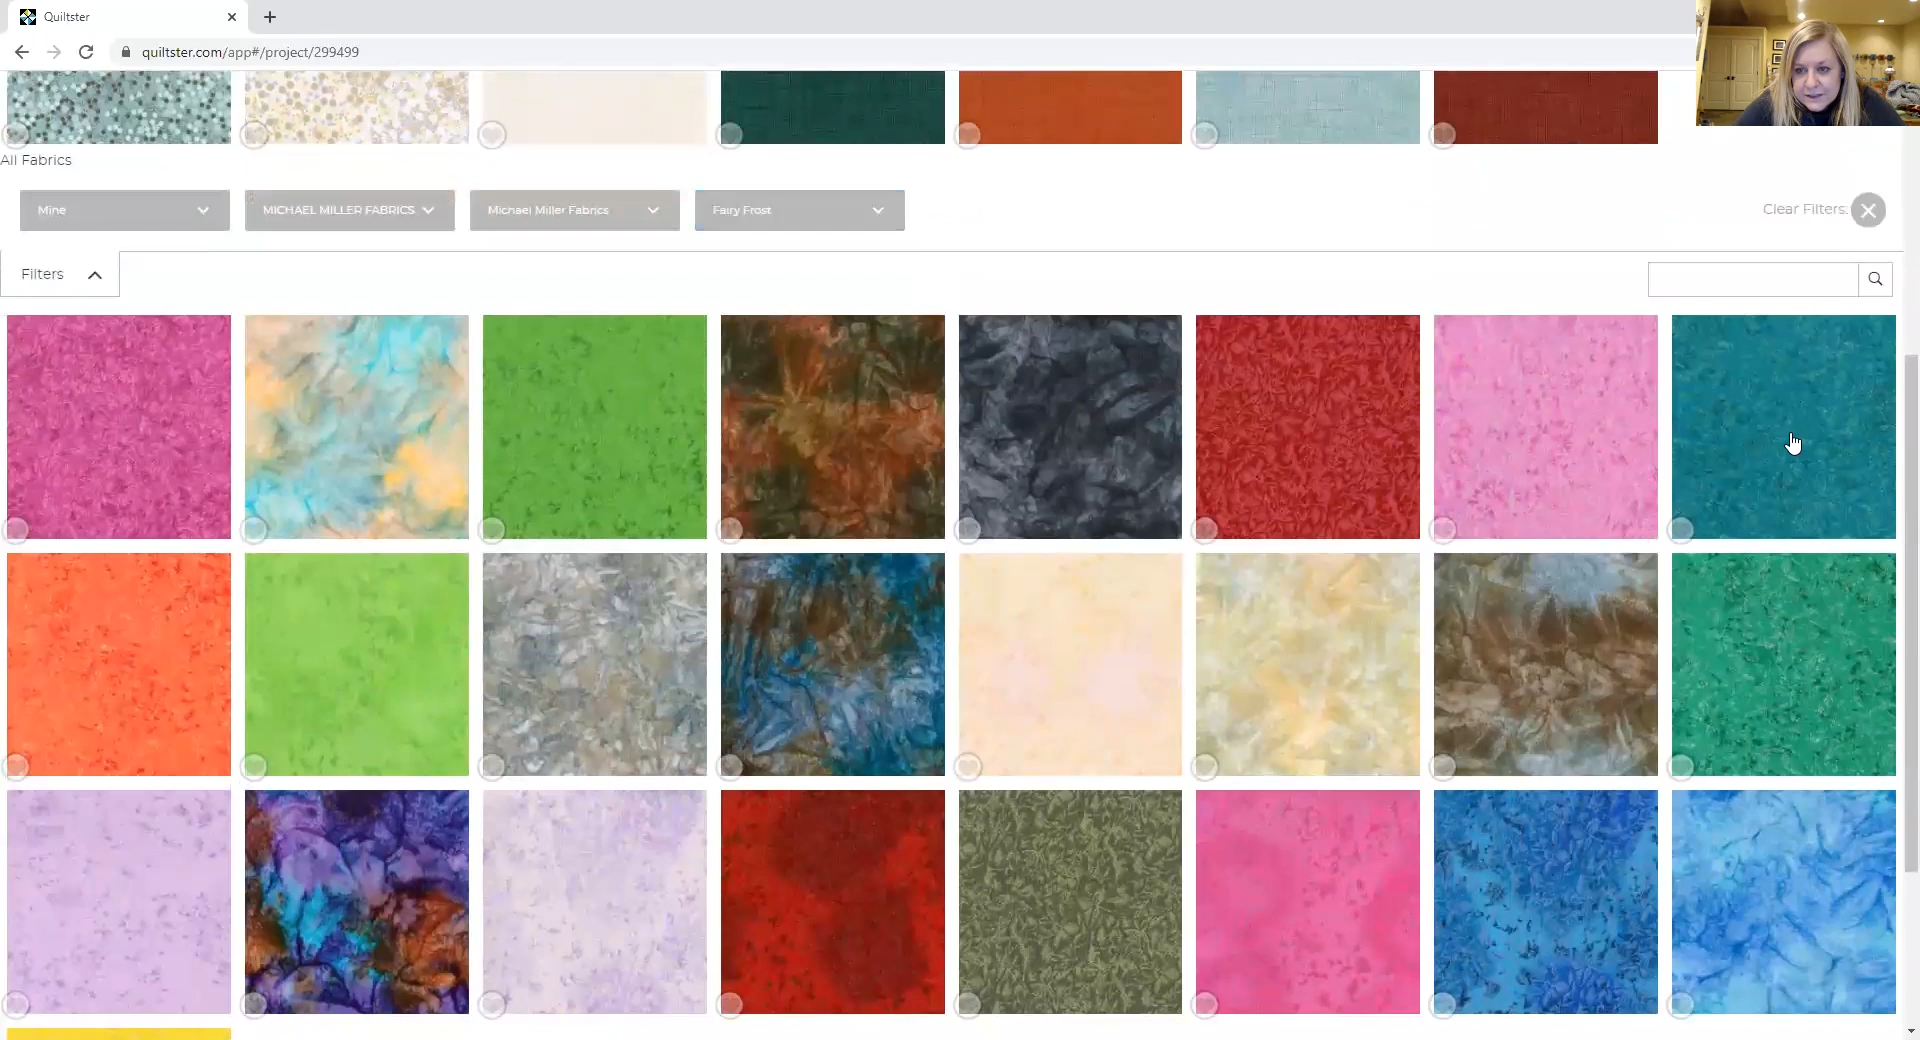 Quiltster
quiltster.com/app#/project/299499
All Fabrics
Mine
MICHAEL MILLER FABRICS
Michael Miller Fabrics
Fairy Frost
Clear Filters:
Filters